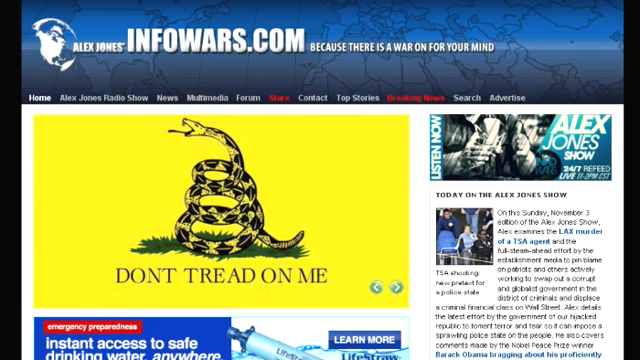 ALEX JONES' INFOWARS.COM BECAUSE THERE IS A WAR ON FOR YOUR MIND
Home Alex Jones Radio Show News Multimedia Forum Store Contact Top Stories Breaking News Search Advertise
DONT TREAD ON ME
emergency preparedness
instant access to safe
drinking water, anywhere
LifeStraw
LEARN MORE
LifeStraw
LISTEN NOW
ALEX
JONES
SHOW
INFO
WARS
24/7 REFEED
LIVE 11-2PM CST
TODAY ON THE ALEX JONES SHOW
TSA shooting:
new pretext for
a police state
On this Sunday, November 3
edition of the Alex Jones Show,
Alex examines the LAX murder
of a TSA agent and the
full-steam-ahead effort by the
establishment media to pin blame
on patriots and others actively
working to swap out a corrupt
and globalist government in the
district of criminals and displace
a criminal financial class on Wall Street. Alex details
the latest effort by the government of our hijacked
republic to torment terror and fear so it can impose a
sprawling police state on the people. He also covers
comments made by the Nobel Peace Prize winner
Barack Obama bragging about his proficiently